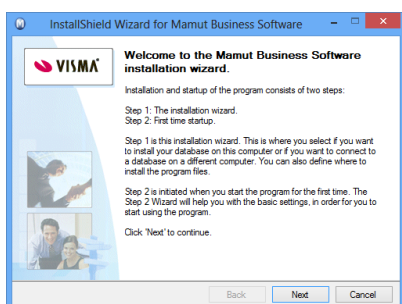 InstallShield Wizard for Mamut Business Software
VISMA
Welcome to the Mamut Business Software
installation wizard.
Installation and startup of the program consists of two steps:
Step 1: The installation wizard.
Step 2: First time startup.
Step 1 is this installation wizard. This is where you select if you want
to install your database on this computer or if you want to connect to
a database on a different computer. You can also define where to
install the program files.
Step 2 is initiated when you start the program for the first time. The
Step 2 Wizard will help you with the basic settings, in order for you to
start using the program.
Click 'Next' to continue.
Back Next Cancel